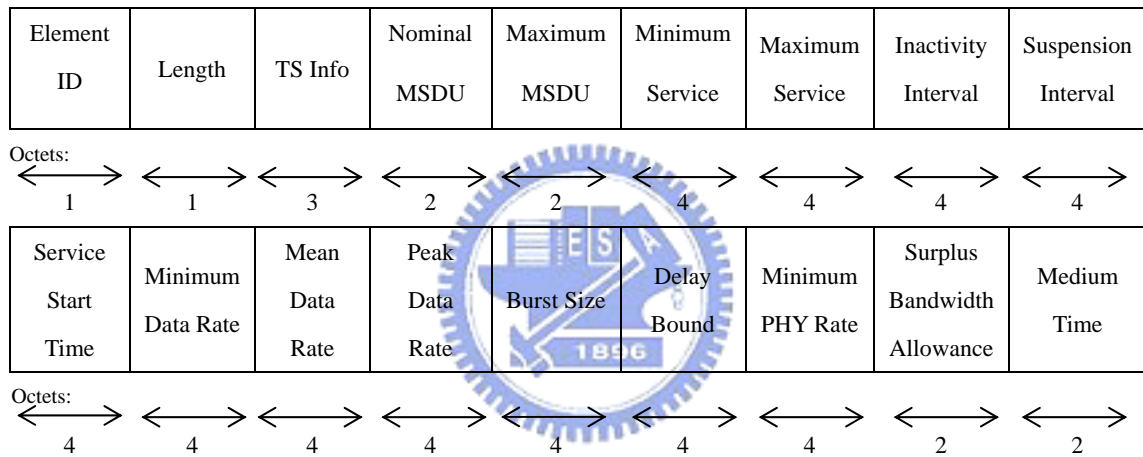 Element ID
Length
TS Info
Nominal MSDU
Maximum MSDU
Minimum Service
Maximum Service
Inactivity Interval
Suspension Interval
Octets:
1 1 3 2 2 4 4 4 4
Service Start Time
Minimum Data Rate
Mean Data Rate
Peak Data Rate
Burst Size
Delay Bound
Minimum PHY Rate
Surplus Bandwidth Allowance
Medium Time
ES A
1896
Octets:
4 4 4 4 4 4 4 2 2